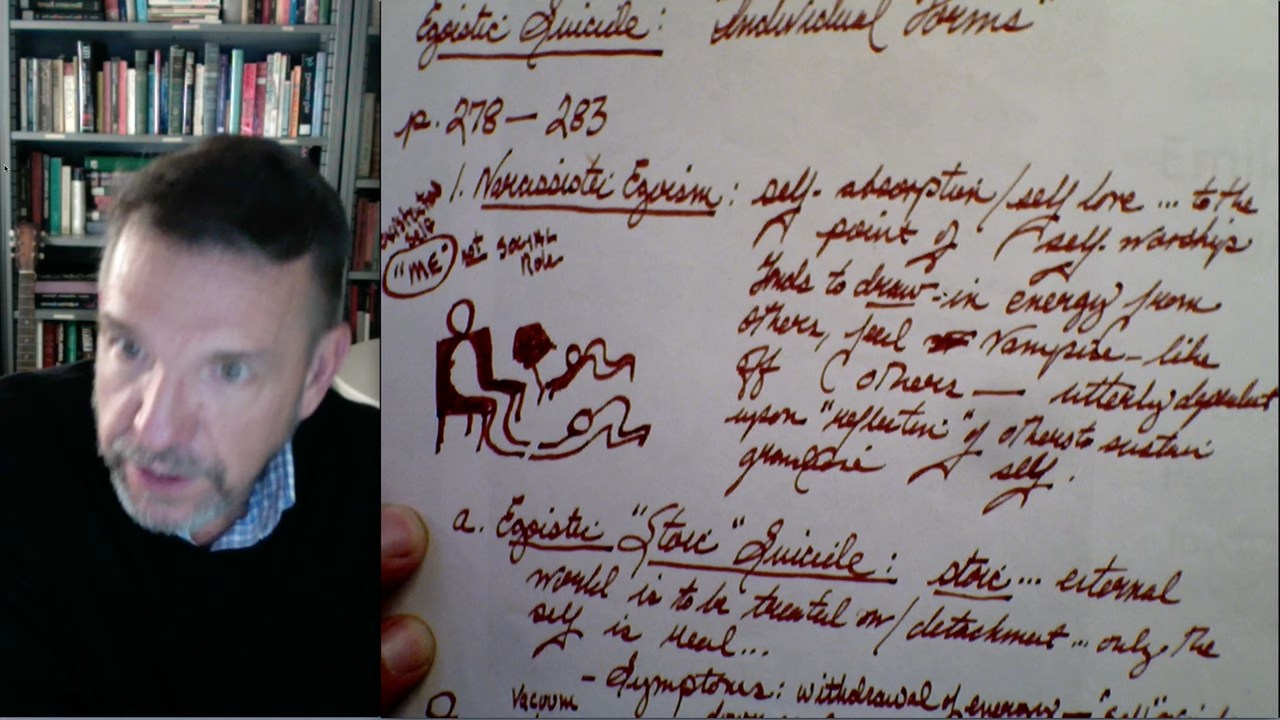 Egoistic Suicide: "Individual Forms"
p. 278 — 283
1. Narcissistic Egoism: self-absorption/self love ... to the
point of self-worship
"ME" not social
Role
Tends to draw-in energy from
others, feed Vampire-like
off of others — utterly dependent
upon "reflection" of others to sustain
grandiose self.
a. Egoistic "Stoic" Suicide: stoic ... external
world is to be treated w/detachment ... only the
self is real...
Vacuum - Symptoms: withdrawal of energy — "self"